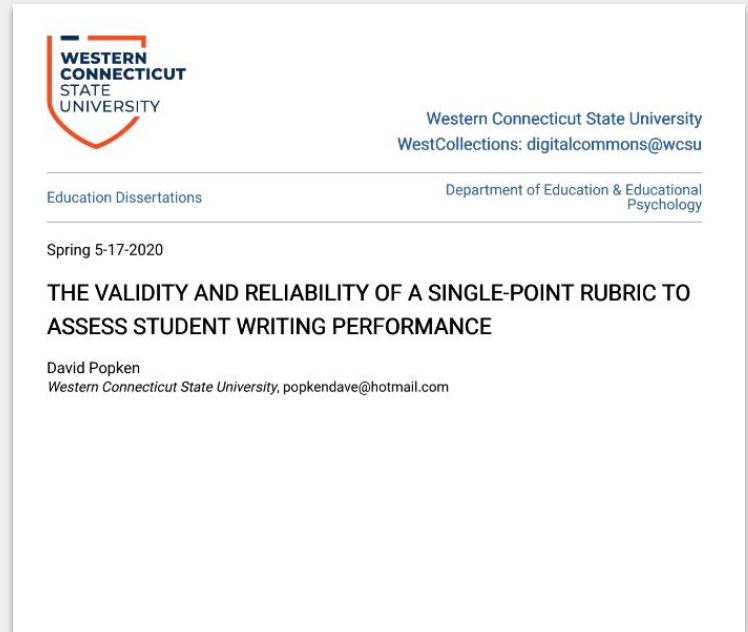 WESTERN
CONNECTICUT
STATE
UNIVERSITY
Western Connecticut State University
WestCollections: digitalcommons@wcsu
Education Dissertations
Department of Education & Educational
Psychology
Spring 5-17-2020
THE VALIDITY AND RELIABILITY OF A SINGLE-POINT RUBRIC TO
ASSESS STUDENT WRITING PERFORMANCE
David Popken
Western Connecticut State University, popkendave@hotmail.com